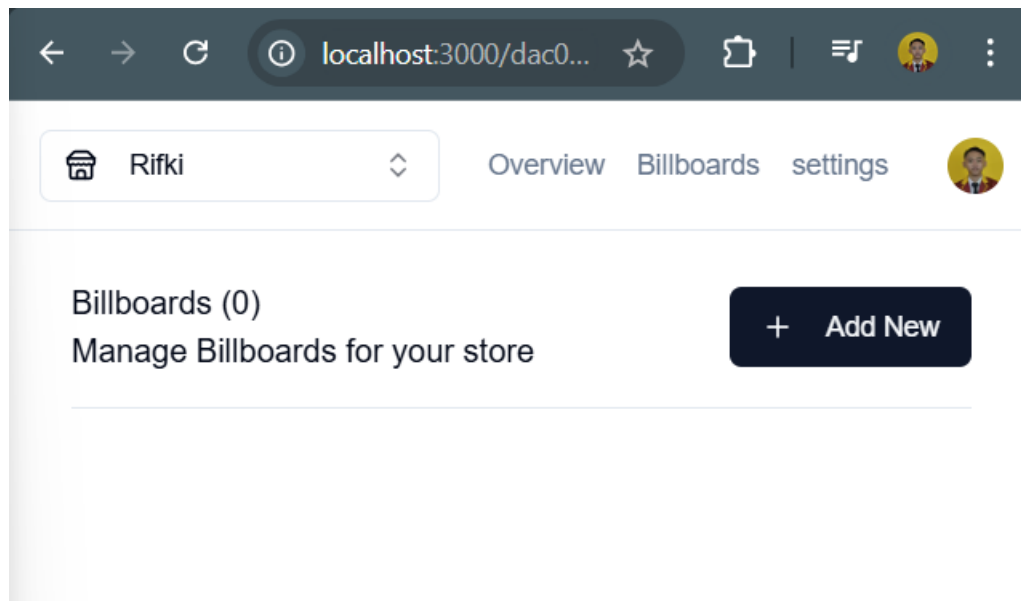 localhost:3000/dac0...
Rifki
Overview Billboards settings
Billboards (0)
Manage Billboards for your store
+ Add New